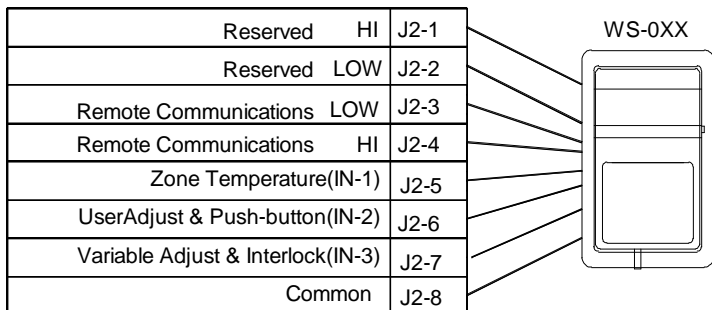 WS-0XX
Reserved HI J2-1
Reserved LOW J2-2
Remote Communications LOW J2-3
Remote Communications HI J2-4
Zone Temperature(IN-1) J2-5
UserAdjust & Push-button(IN-2) J2-6
Variable Adjust & Interlock(IN-3) J2-7
Common J2-8